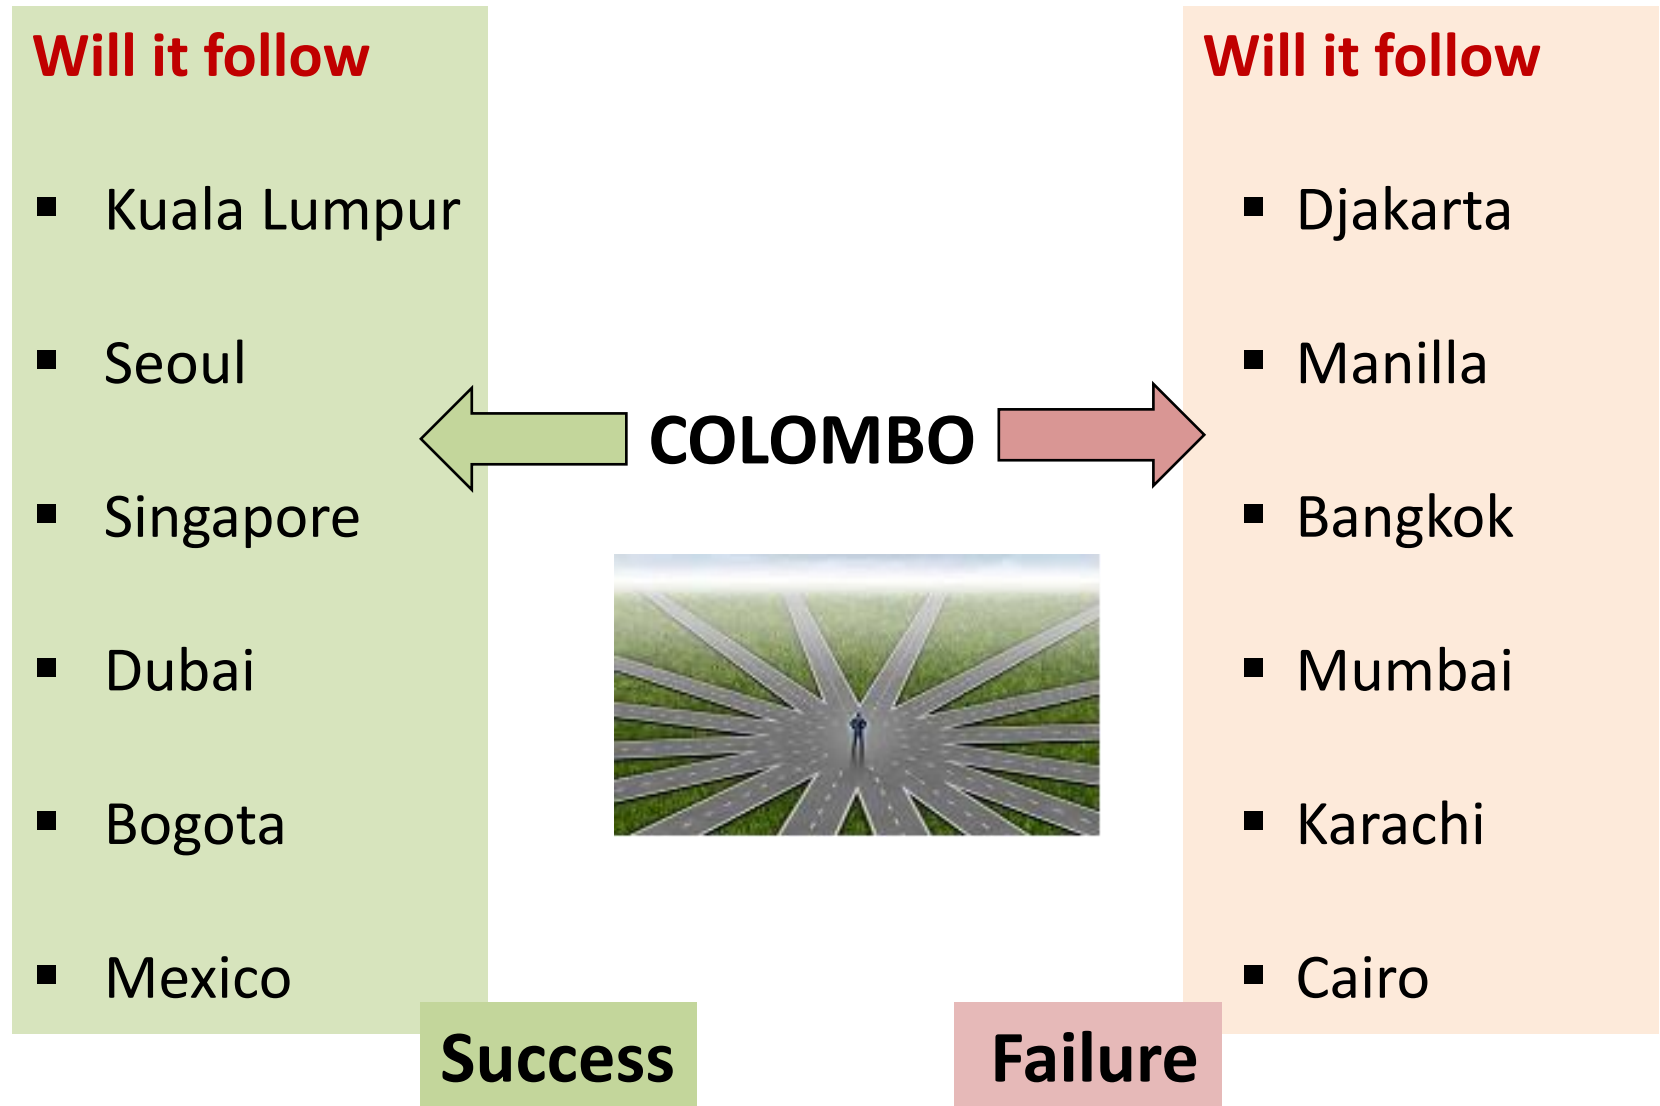 Will it follow
▪ Kuala Lumpur
▪ Seoul
▪ Singapore
▪ Dubai
▪ Bogota
▪ Mexico
Success
COLOMBO
Will it follow
▪ Djakarta
▪ Manilla
▪ Bangkok
▪ Mumbai
▪ Karachi
▪ Cairo
Failure